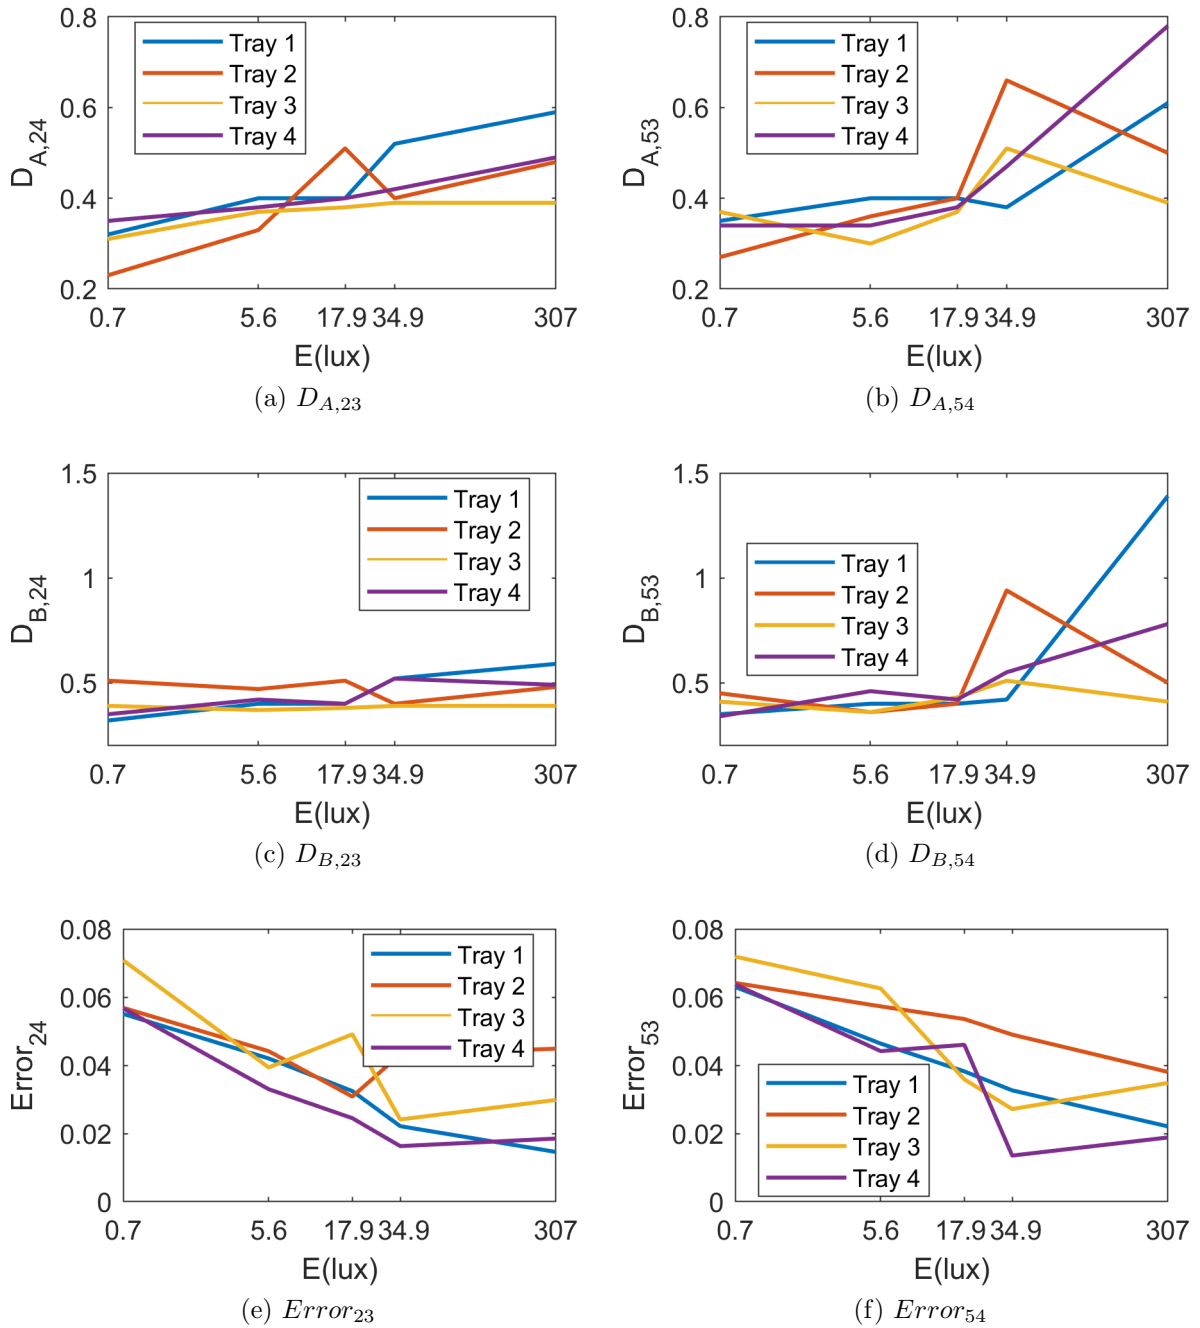 0.8
0.6
0.4
0.2
D_A,24
Tray 1
Tray 2
Tray 3
Tray 4
0.7 5.6 17.9 34.9 307
E(lux)
(a) D_A,23
0.8
0.6
0.4
0.2
D_A,53
Tray 1
Tray 2
Tray 3
Tray 4
0.7 5.6 17.9 34.9 307
E(lux)
(b) D_A,54
1.5
1
0.5
D_B,24
Tray 1
Tray 2
Tray 3
Tray 4
0.7 5.6 17.9 34.9 307
E(lux)
(c) D_B,23
1.5
1
0.5
D_B,53
Tray 1
Tray 2
Tray 3
Tray 4
0.7 5.6 17.9 34.9 307
E(lux)
(d) D_B,54
0.08
0.06
0.04
0.02
0
Error_24
Tray 1
Tray 2
Tray 3
Tray 4
0.7 5.6 17.9 34.9 307
E(lux)
(e) Error_23
0.08
0.06
0.04
0.02
0
Error_53
Tray 1
Tray 2
Tray 3
Tray 4
0.7 5.6 17.9 34.9 307
E(lux)
(f) Error_54